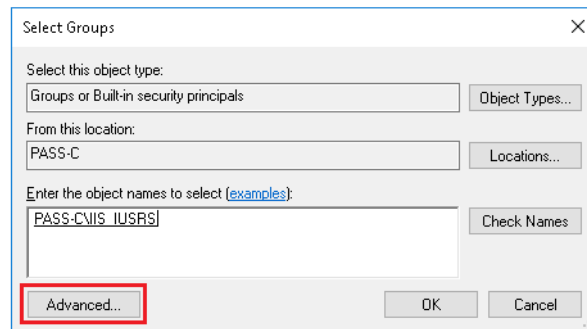 Select Groups
Select this object type:
Groups or Built-in security principals
Object Types...
From this location:
PASS-C
Locations...
Enter the object names to select (examples):
PASS-C\IIS_IUSRS
Check Names
Advanced...
OK
Cancel